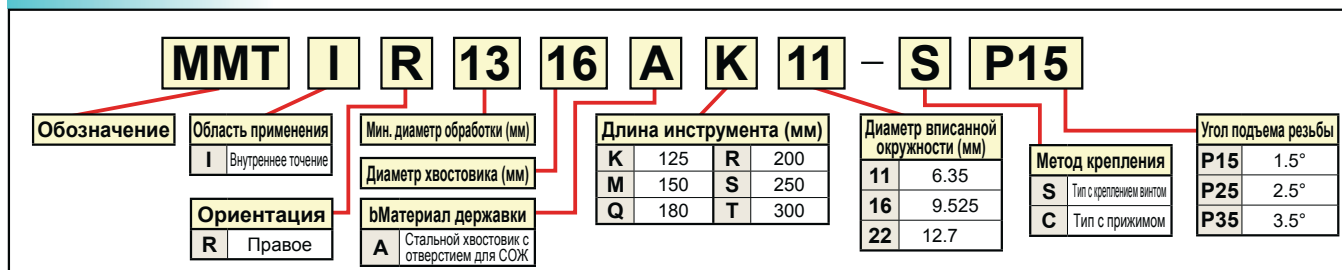 MMT I R 13 16 A K 11 – S P15
Обозначение
Область применения
I Внутреннее точение
Ориентация
R Правое
Мин. диаметр обработки (мм)
Диаметр хвостовика (мм)
bМатериал державки
A Стальной хвостовик с
отверстием для СОЖ
Длина инструмента (мм)
K 125 R 200
M 150 S 250
Q 180 T 300
Диаметр вписанной
окружности (мм)
11 6.35
16 9.525
22 12.7
Метод крепления
S Тип с креплением винтом
C Тип с прижимом
Угол подъема резьбы
P15 1.5°
P25 2.5°
P35 3.5°